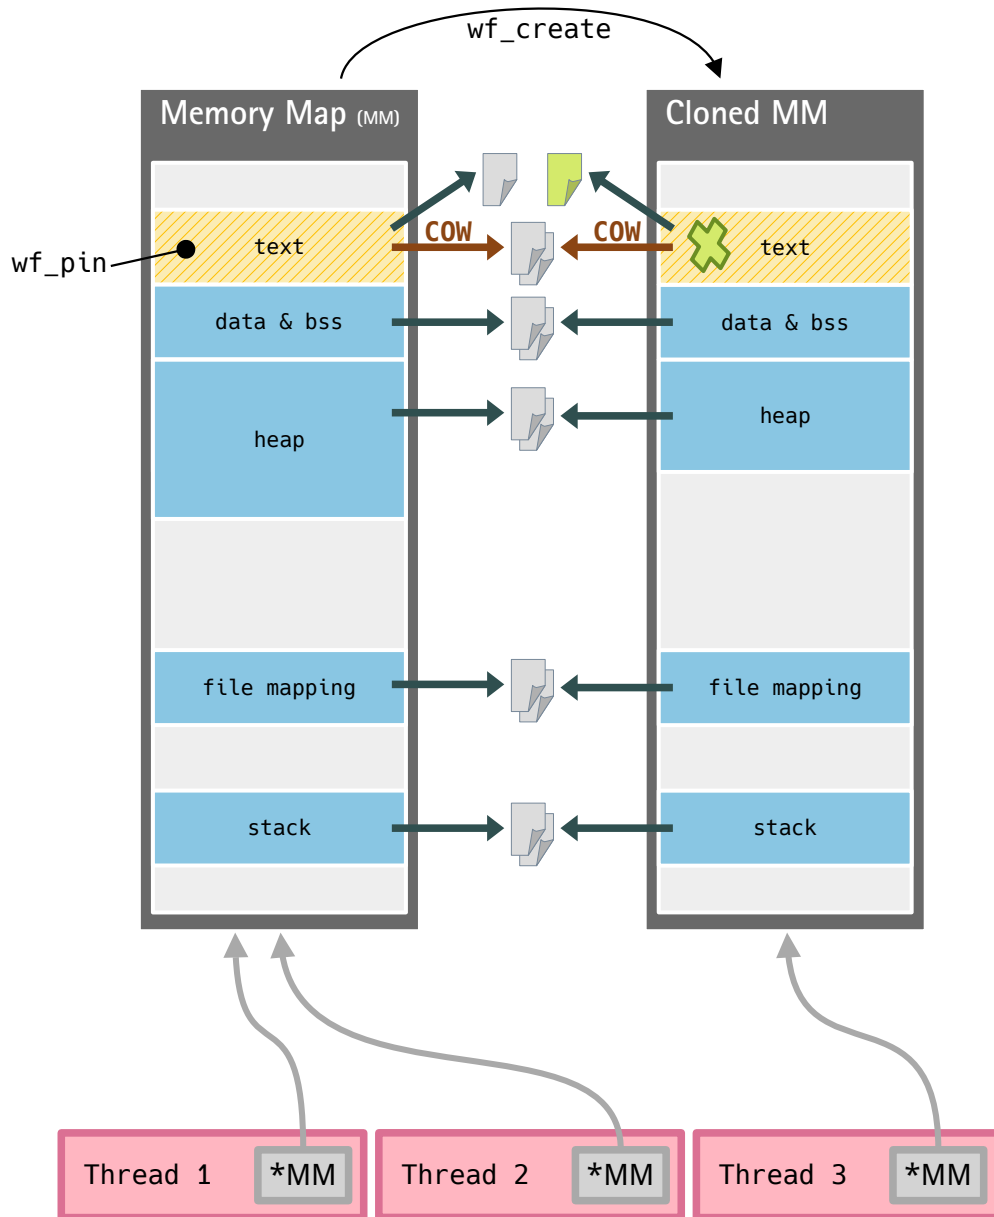 wf_create
Memory Map (MM)
Cloned MM
text
COW
COW
text
wf_pin
data & bss
data & bss
heap
heap
file mapping
file mapping
stack
stack
Thread 1
*MM
Thread 2
*MM
Thread 3
*MM